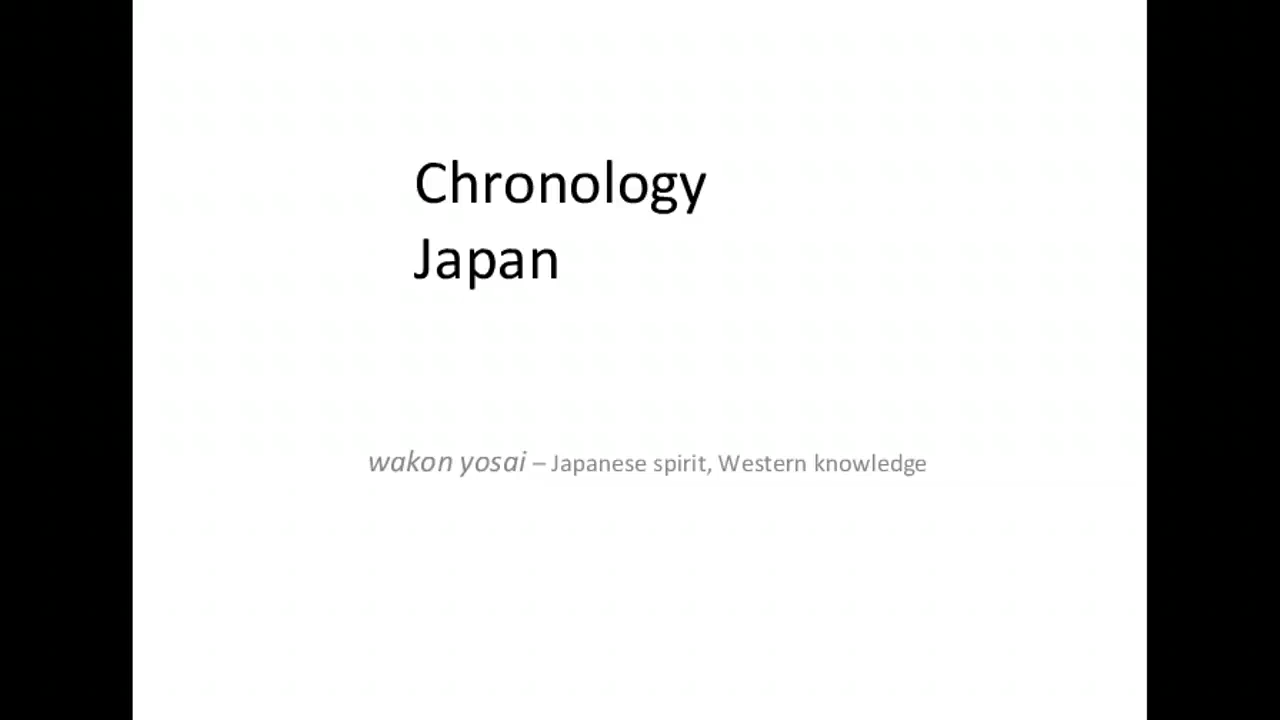 Chronology
Japan
wakon yosai – Japanese spirit, Western knowledge